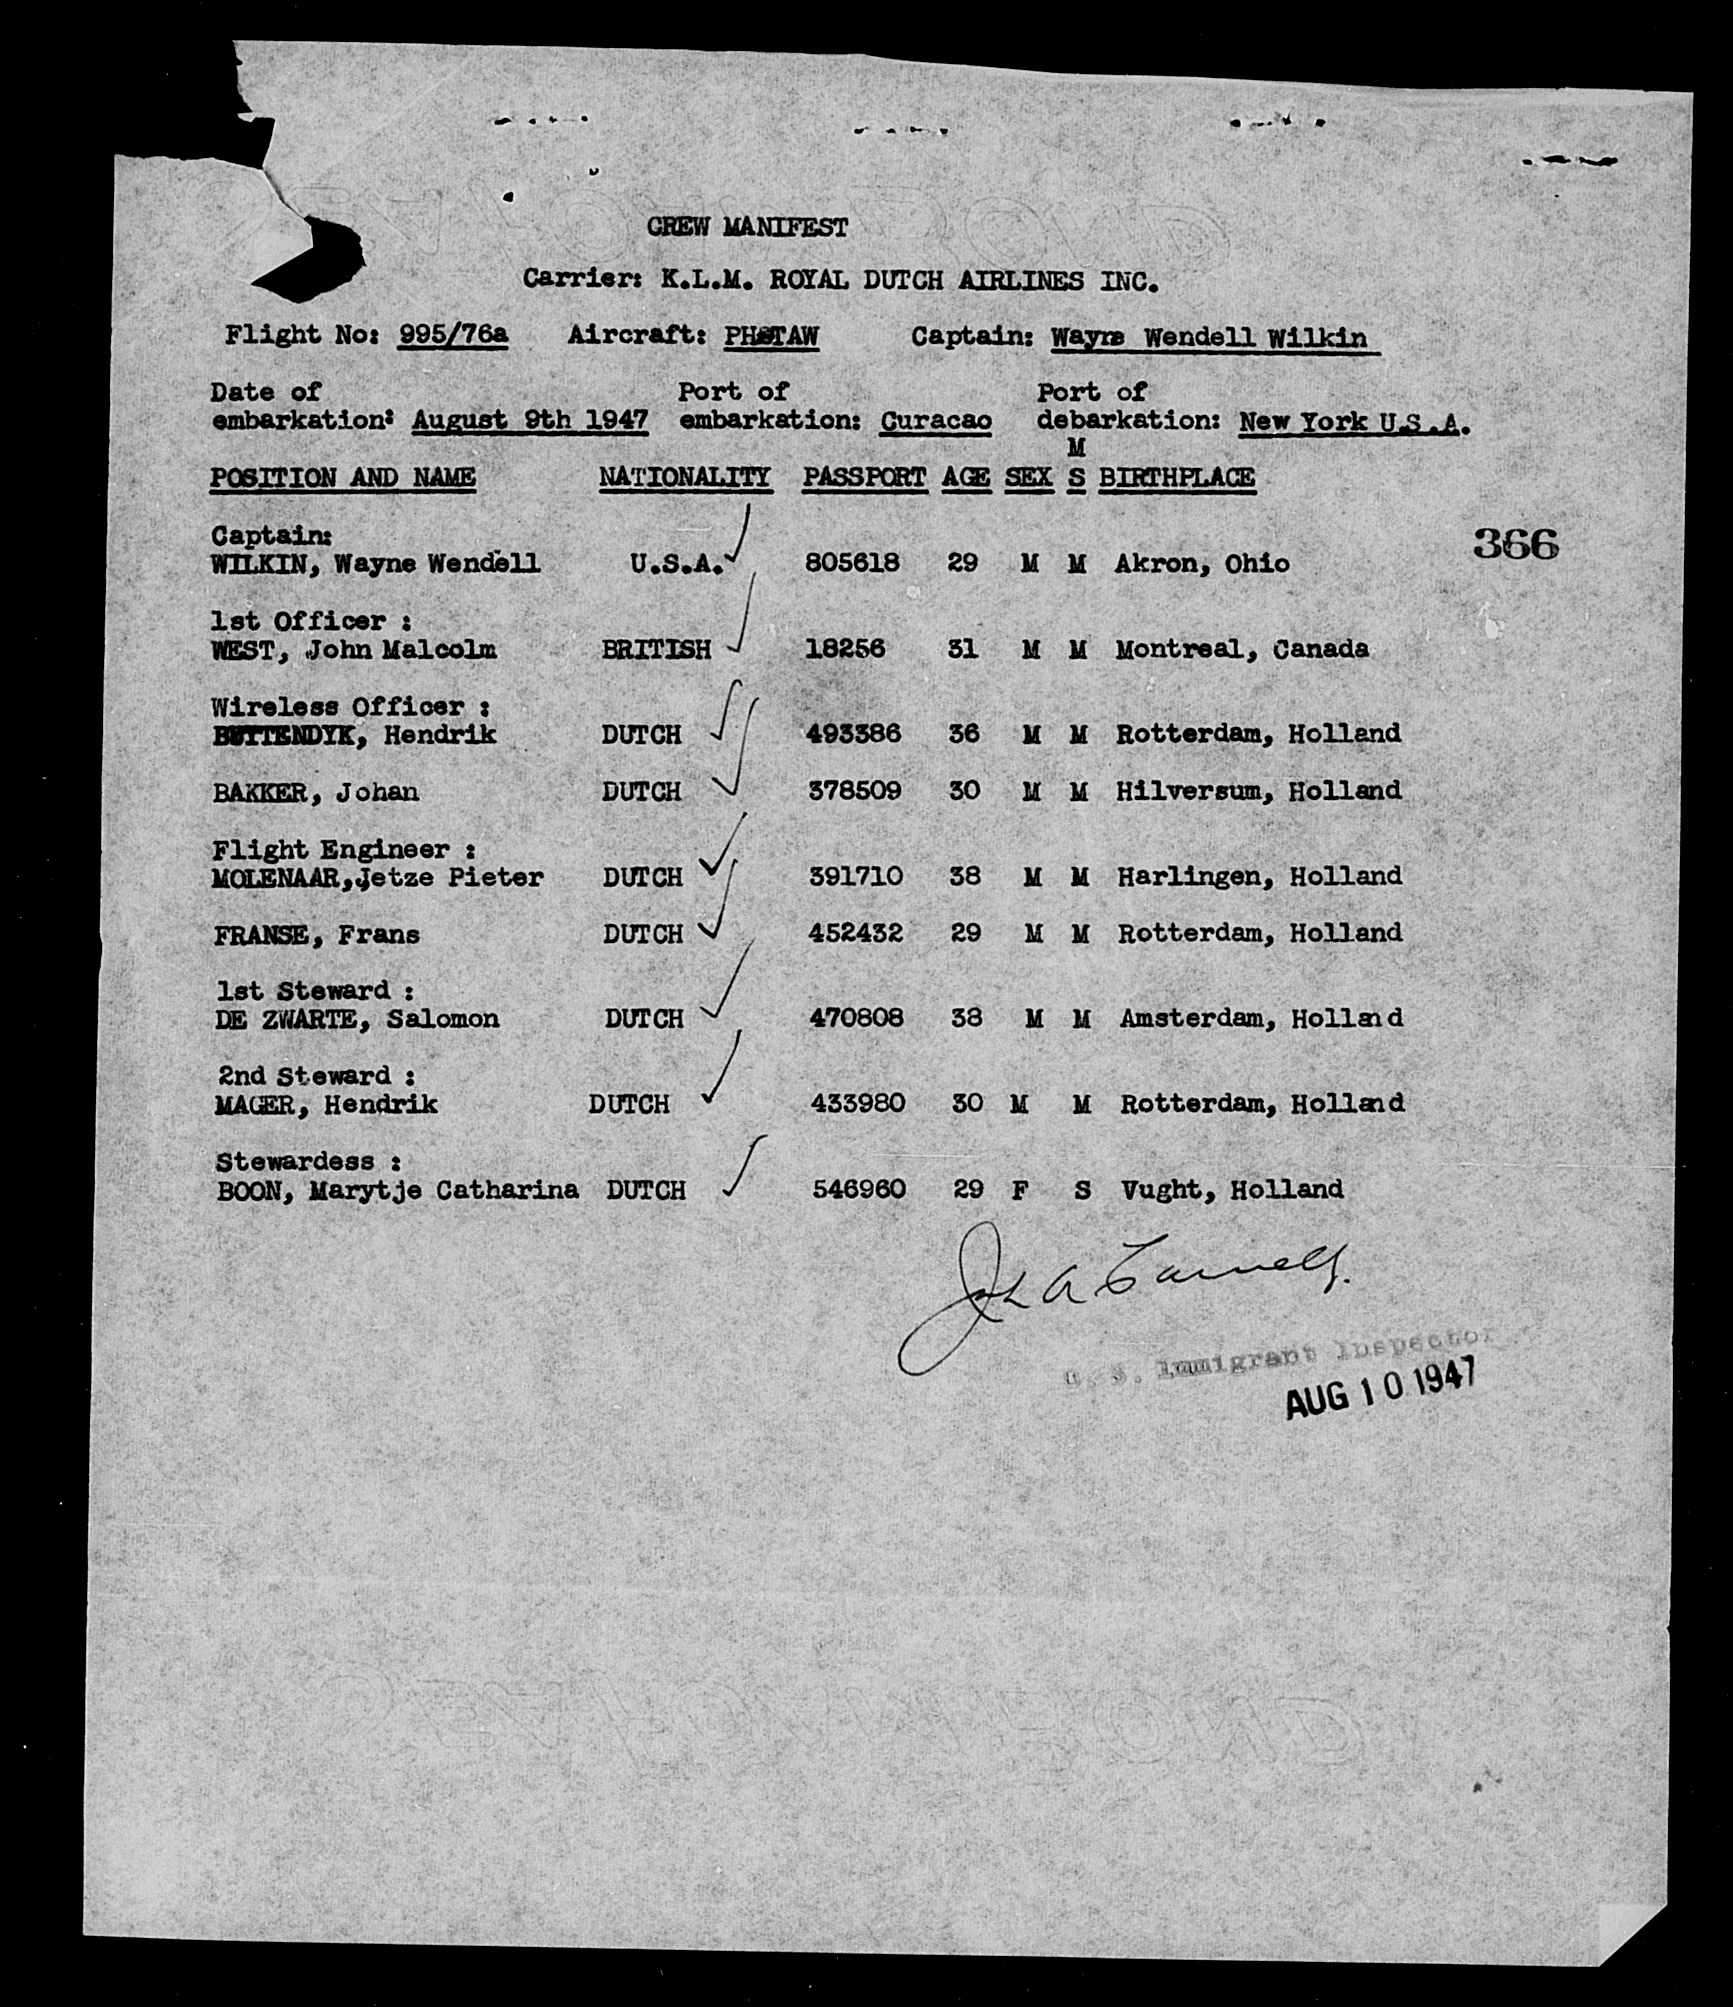 CREW MANIFEST
Carrier: K.L.M. ROYAL DUTCH AIRLINES INC.
Flight No: 995/76a Aircraft: PH-TAW Captain: Wayne Wendell Wilkin
Date of Port of Port of
embarkation: August 9th 1947 embarkation: Curacao debarkation: New York U.S.A.
M
POSITION AND NAME NATIONALITY PASSPORT AGE SEX S BIRTHPLACE
Captain:
WILKIN, Wayne Wendell U.S.A. 805618 29 M M Akron, Ohio
366
1st Officer :
WEST, John Malcolm BRITISH 18256 31 M M Montreal, Canada
Wireless Officer :
BUTTENDYK, Hendrik DUTCH 493386 36 M M Rotterdam, Holland
BAKKER, Johan DUTCH 378509 30 M M Hilversum, Holland
Flight Engineer :
MOLENAAR, Jetze Pieter DUTCH 391710 38 M M Harlingen, Holland
FRANSE, Frans DUTCH 452432 29 M M Rotterdam, Holland
1st Steward :
DE ZWARTE, Salomon DUTCH 470808 38 M M Amsterdam, Holland
2nd Steward :
MAGER, Hendrik DUTCH 433980 30 M M Rotterdam, Holland
Stewardess :
BOON, Marytje Catharina DUTCH 546960 29 F S Vught, Holland
U. S. Immigrant Inspector
AUG 10 1947